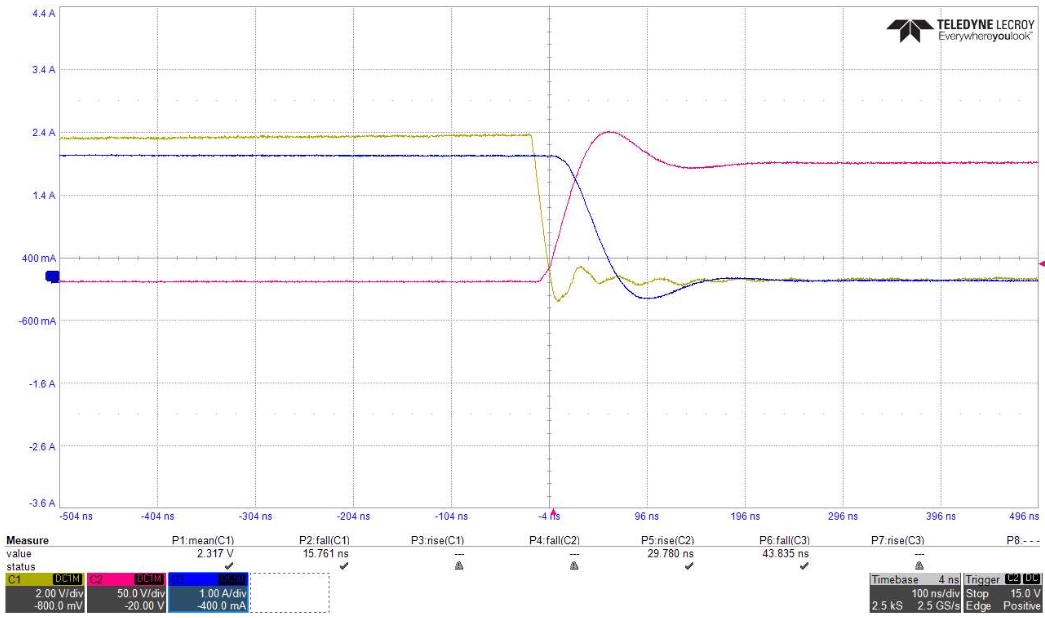 4.4 A
TELEDYNE LECROY
Everywhereyoulook™
3.4 A
2.4 A
1.4 A
400 mA
-600 mA
-1.6 A
-2.6 A
-3.6 A
-504 ns -404 ns -304 ns -204 ns -104 ns -4 ns 96 ns 196 ns 296 ns 396 ns 496 ns
Measure P1:mean(C1) P2:fall(C1) P3:rise(C1) P4:fall(C2) P5:rise(C2) P6:fall(C3) P7:rise(C3) P8:- - -
value 2.317 V 15.761 ns --- --- 29.780 ns 43.835 ns ---
status
C1 DC1M C2 DC1M C3 Timebase 4 ns Trigger C2 DC
2.00 V/div 50.0 V/div 1.00 A/div 100 ns/div Stop 15.0 V
-800.0 mV -20.00 V -400.0 mA 2.5 kS 2.5 GS/s Edge Positive